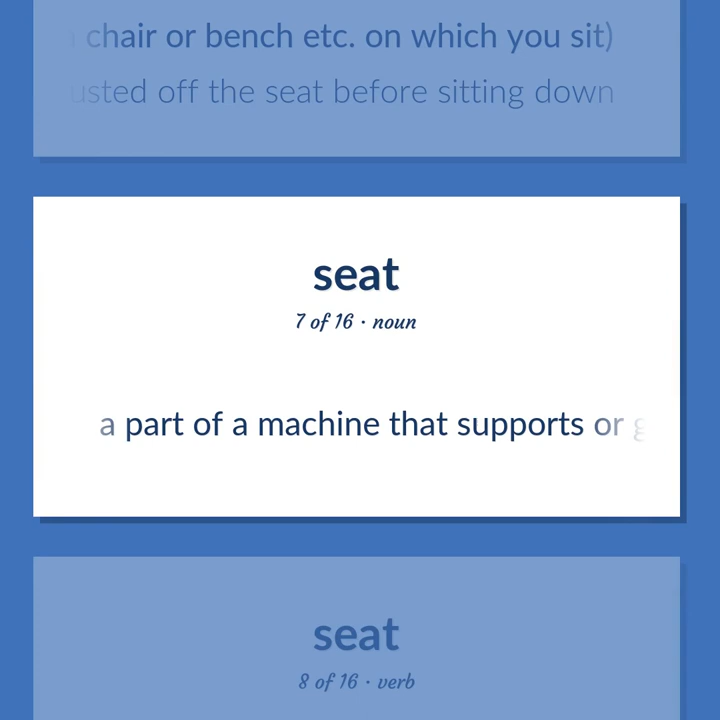 chair or bench etc. on which you sit)
off the seat before sitting down
seat
7 of 16 · noun
a part of a machine that supports or
seat
8 of 16 · verb